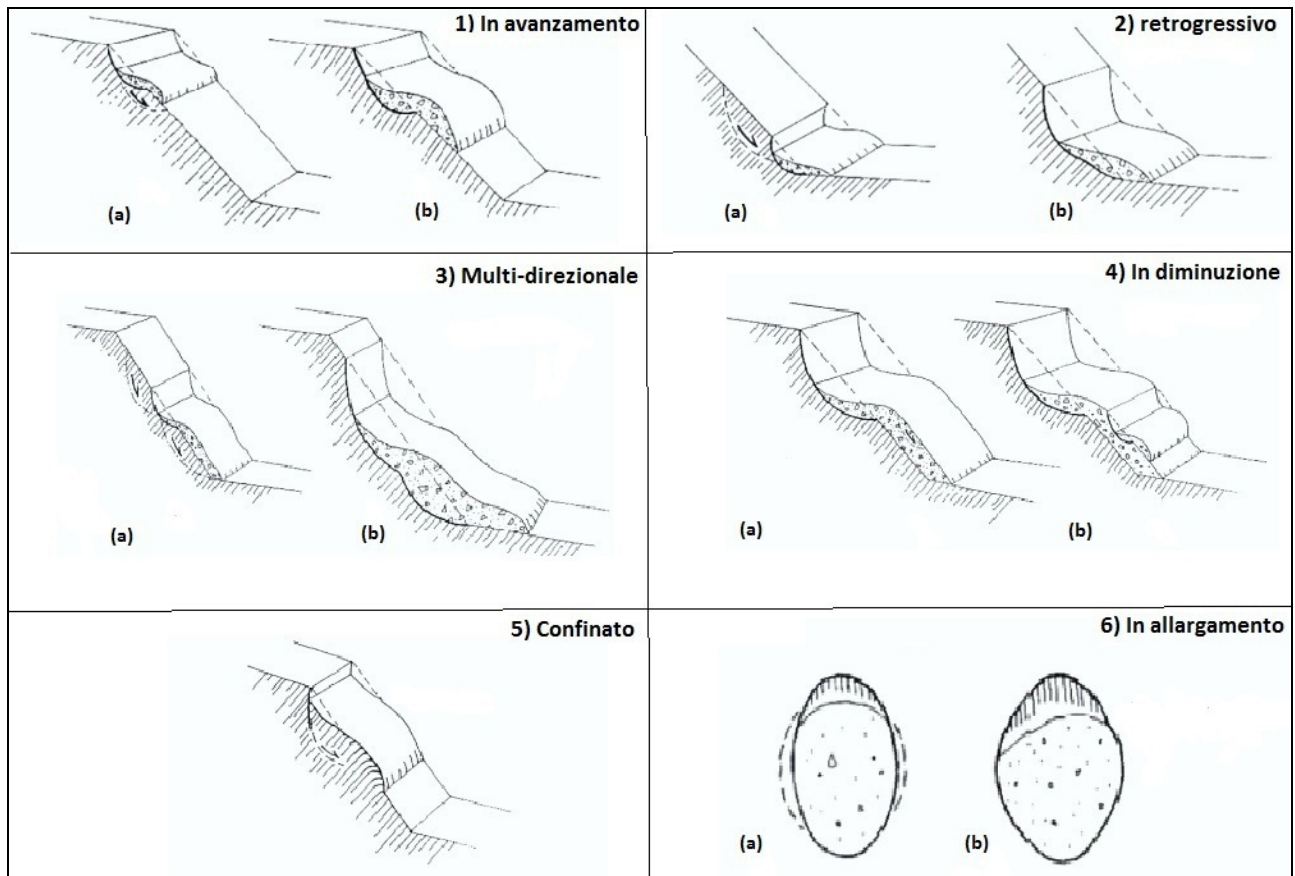 1) In avanzamento
(a)
(b)
2) retrogressivo
(a)
(b)
3) Multi-direzionale
(a)
(b)
4) In diminuzione
(a)
(b)
5) Confinato
6) In allargamento
(a)
(b)